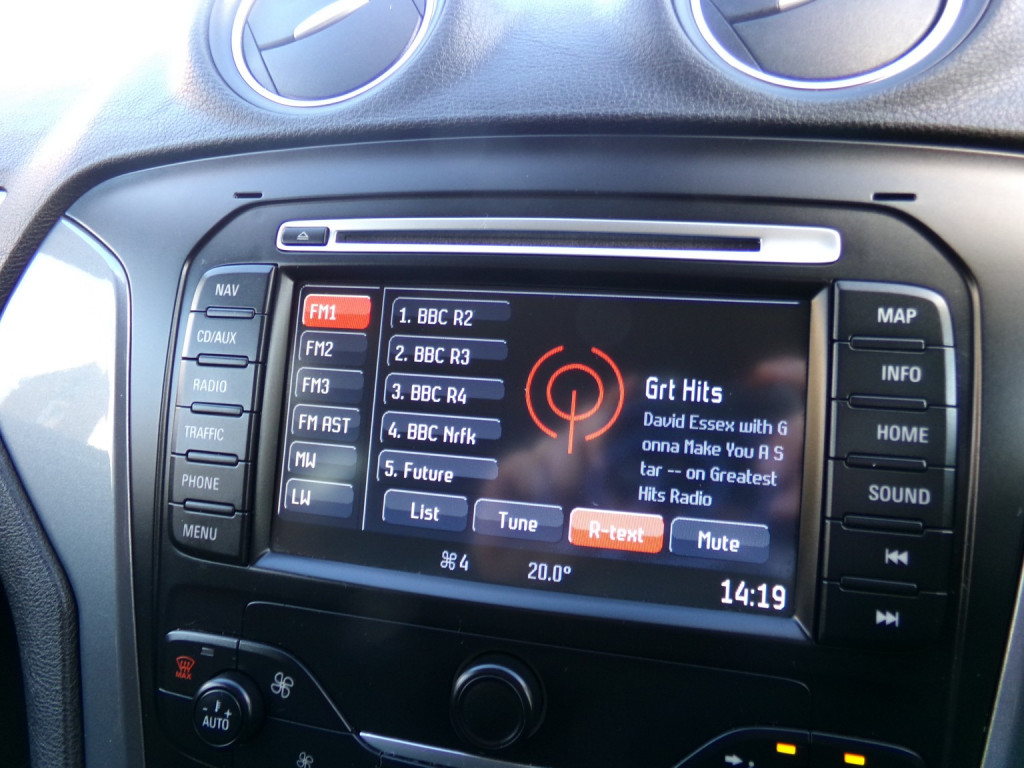 NAV
CD/AUX
RADIO
TRAFFIC
PHONE
MENU
FM1
FM2
FM3
FM AST
MW
LW
1. BBC R2
2. BBC R3
3. BBC R4
4. BBC Nrfk
5. Future
Grt Hits
David Essex with G
onna Make You A S
tar -- on Greatest
Hits Radio
List
Tune
R-text
Mute
4
20.0°
14:19
MAP
INFO
HOME
SOUND
MAX
- +
AUTO